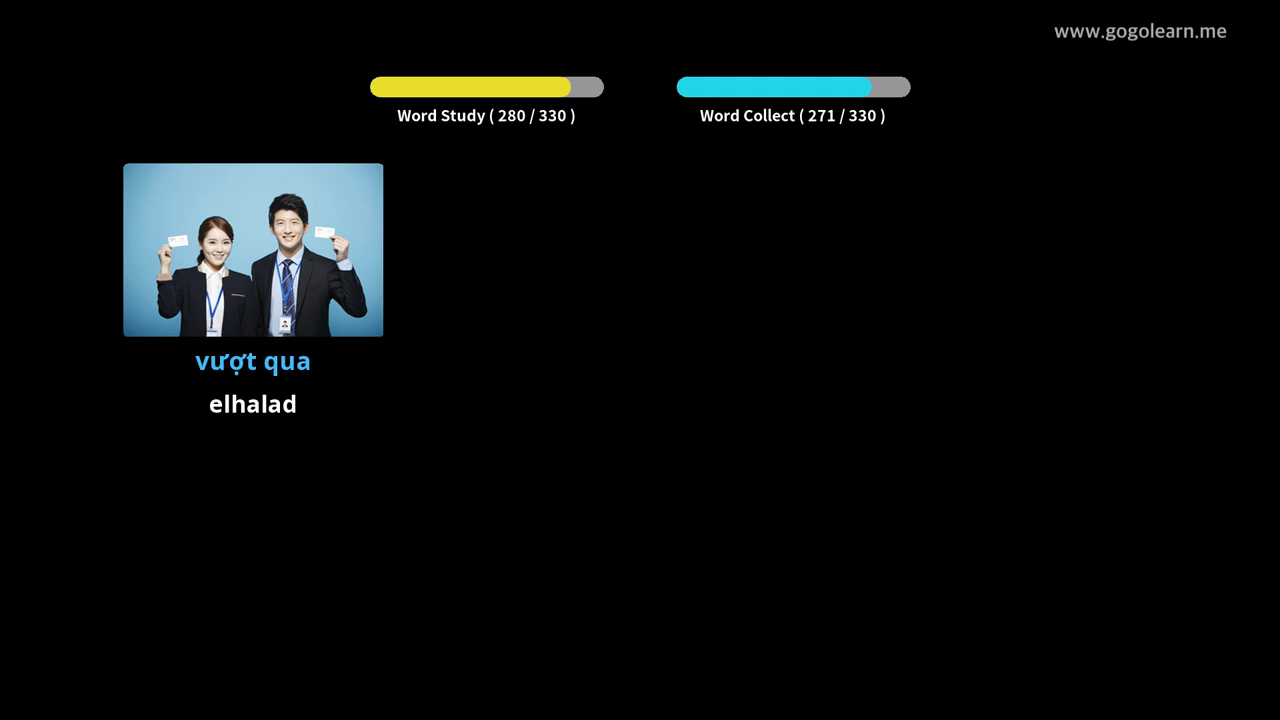 www.gogolearn.me
Word Study ( 280 / 330 )
Word Collect ( 271 / 330 )
vượt qua
elhalad